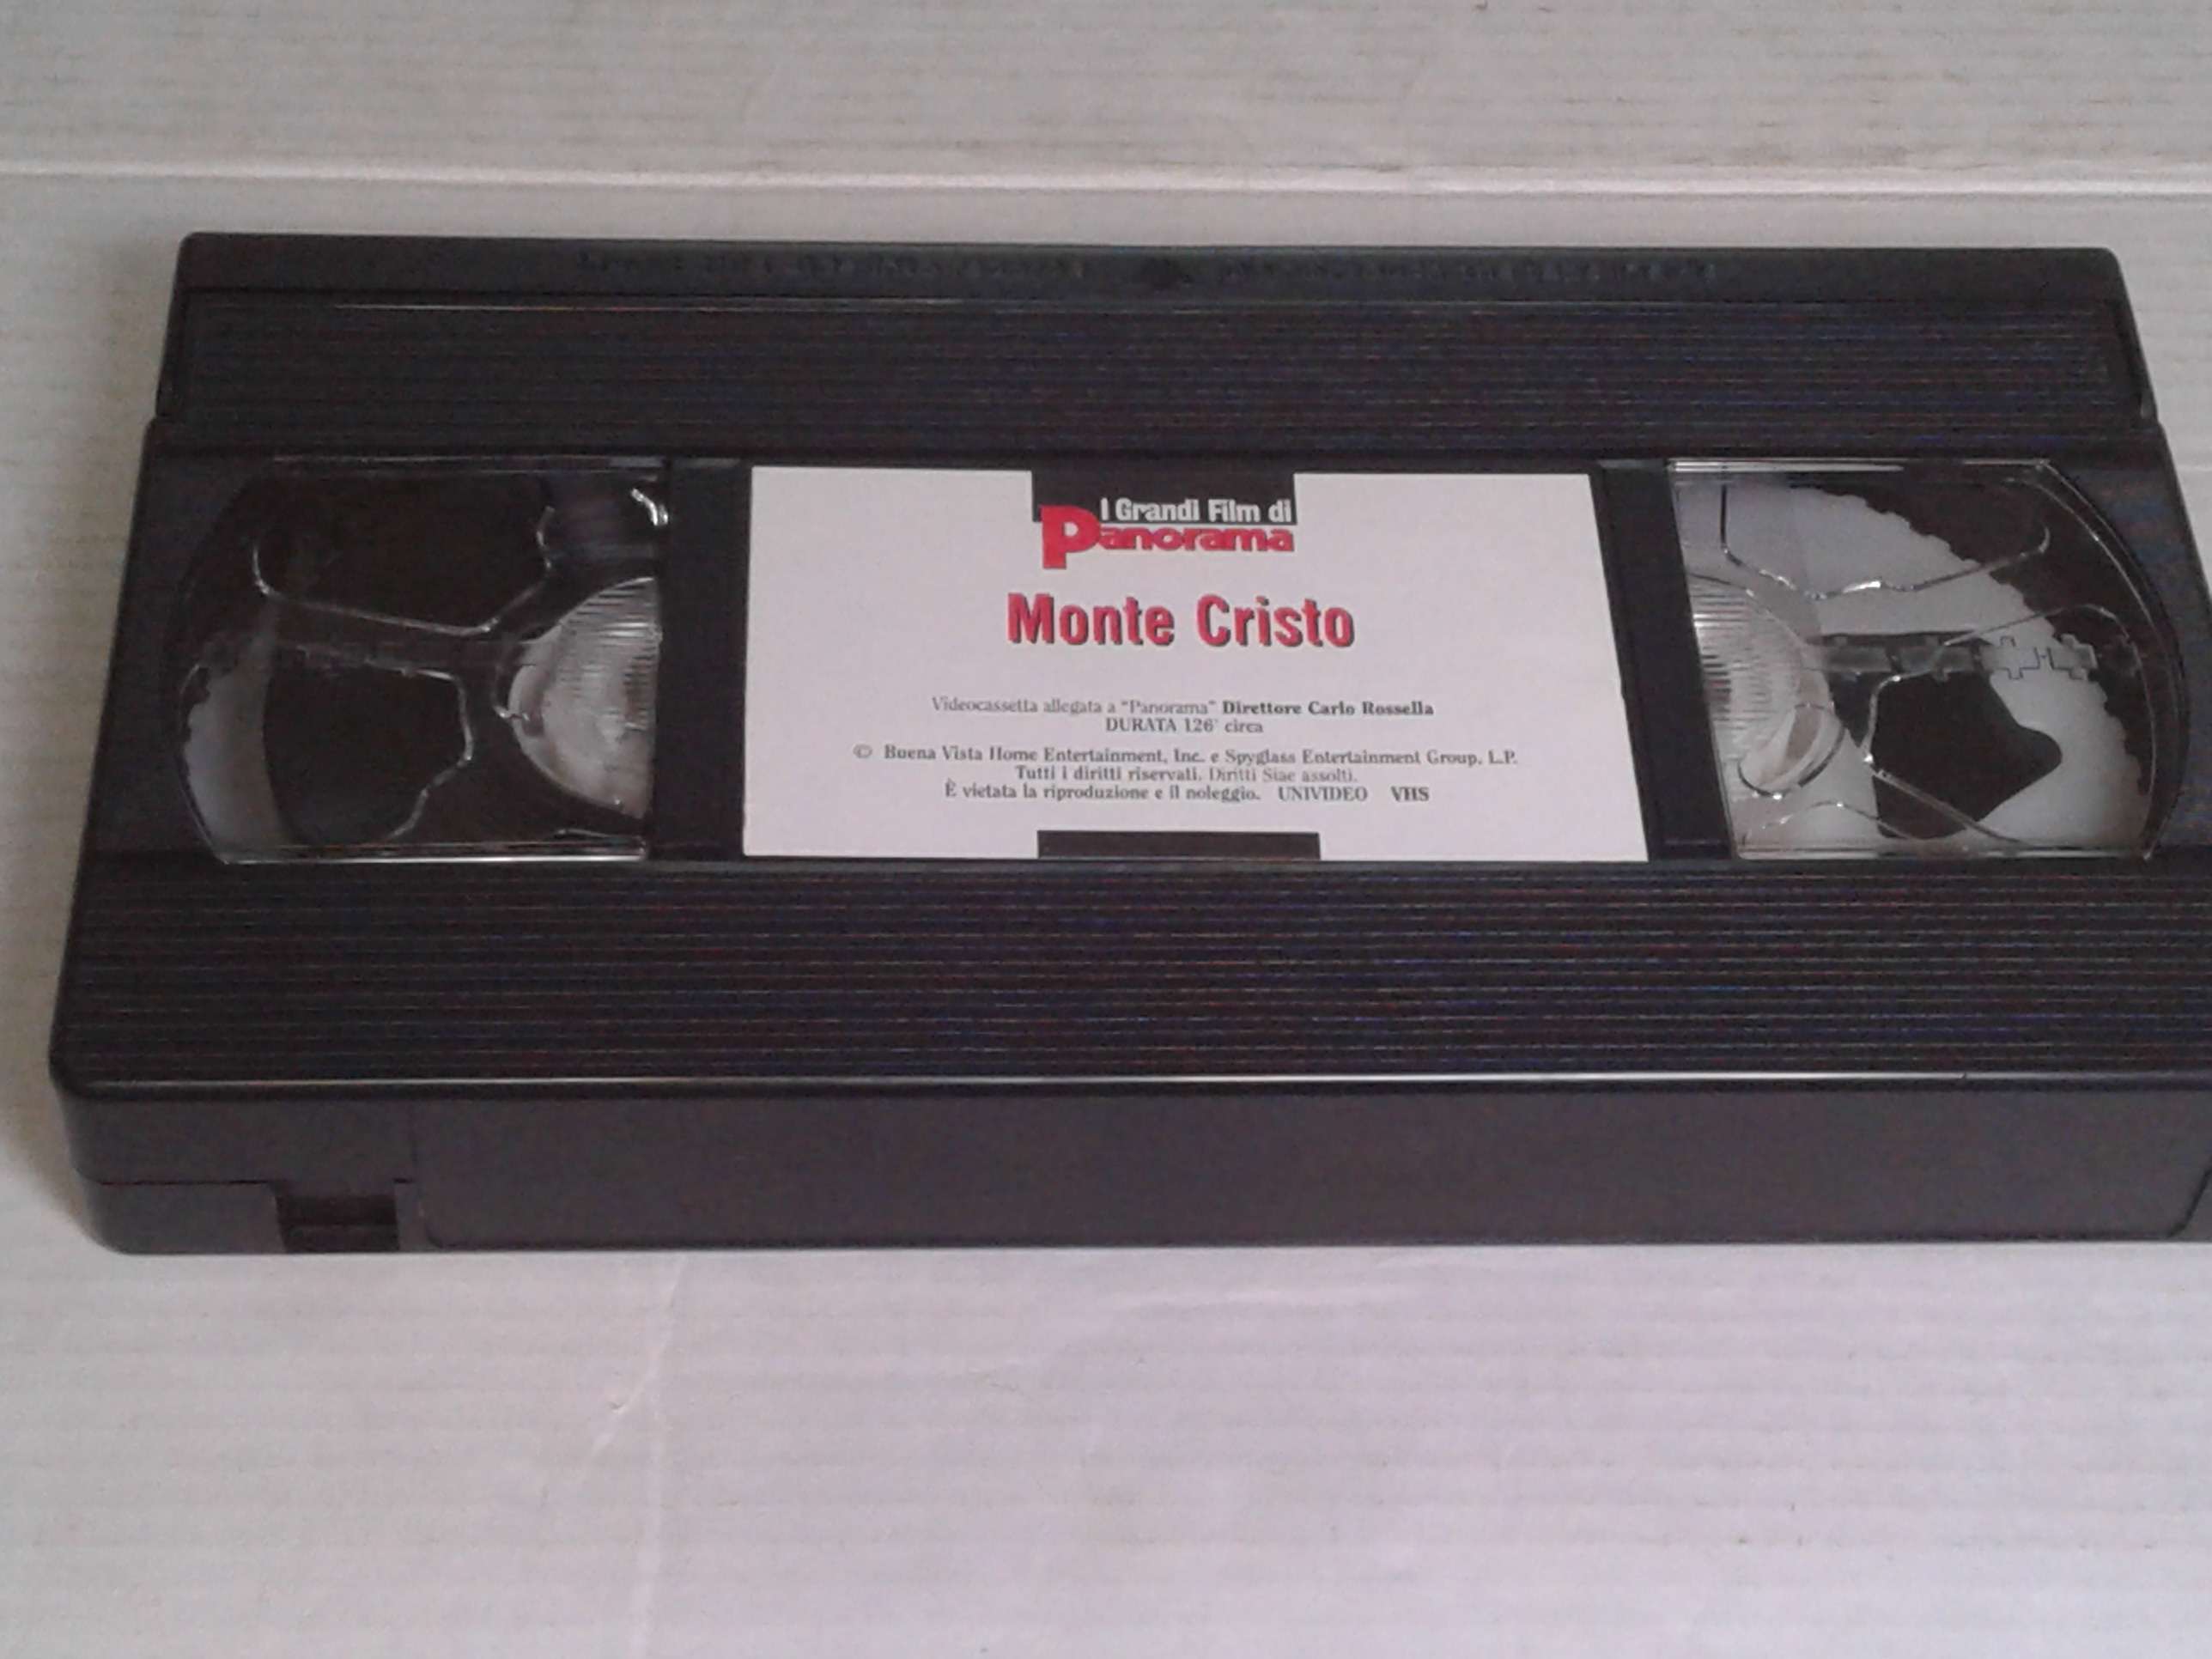 I Grandi Film di
Panorama
Monte Cristo
Videocassetta allegata a "Panorama" Direttore Carlo Rossella
DURATA 126' circa
© Buena Vista Home Entertainment, Inc. e Spyglass Entertainment Group, L.P.
Tutti i diritti riservati. Diritti Siae assolti.
È vietata la riproduzione e il noleggio. UNIVIDEO VHS